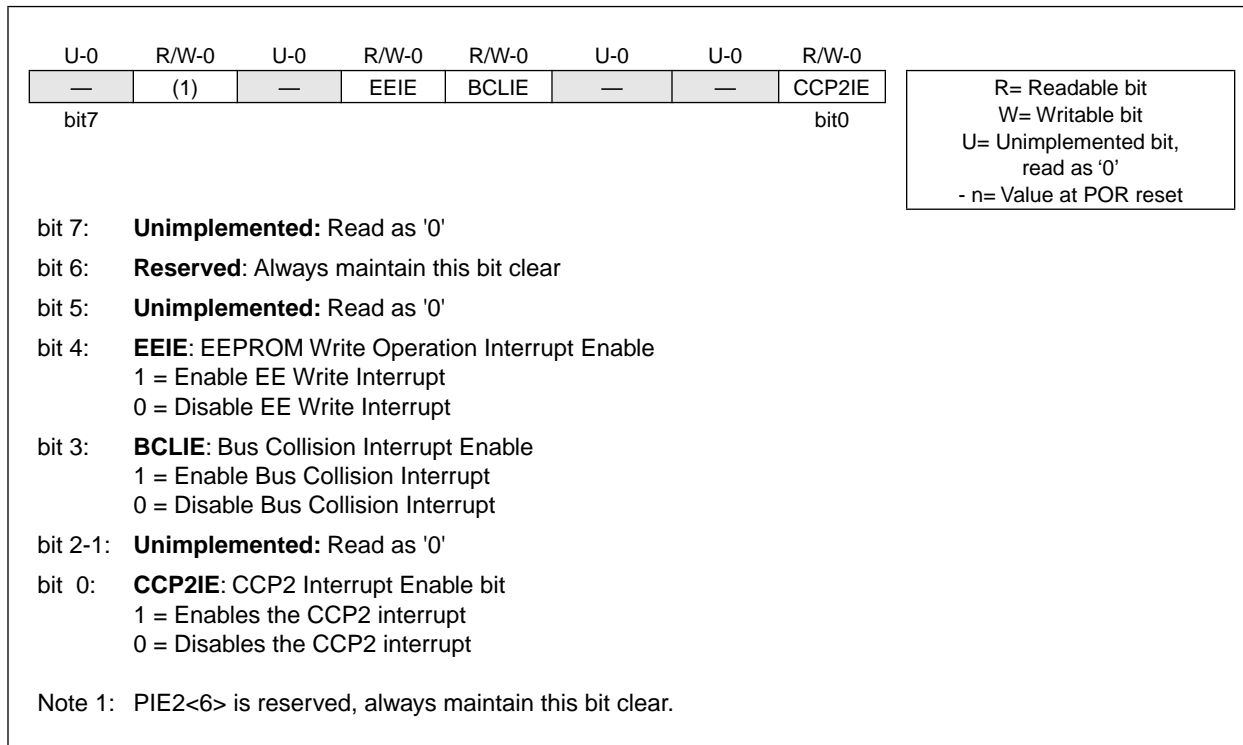 U-0 R/W-0 U-0 R/W-0 R/W-0 U-0 U-0 R/W-0
— (1) — EEIE BCLIE — — CCP2IE
bit7 bit0
R= Readable bit
W= Writable bit
U= Unimplemented bit,
read as ‘0’
- n= Value at POR reset
bit 7: Unimplemented: Read as '0'
bit 6: Reserved: Always maintain this bit clear
bit 5: Unimplemented: Read as '0'
bit 4: EEIE: EEPROM Write Operation Interrupt Enable
1 = Enable EE Write Interrupt
0 = Disable EE Write Interrupt
bit 3: BCLIE: Bus Collision Interrupt Enable
1 = Enable Bus Collision Interrupt
0 = Disable Bus Collision Interrupt
bit 2-1: Unimplemented: Read as '0'
bit 0: CCP2IE: CCP2 Interrupt Enable bit
1 = Enables the CCP2 interrupt
0 = Disables the CCP2 interrupt
Note 1: PIE2<6> is reserved, always maintain this bit clear.